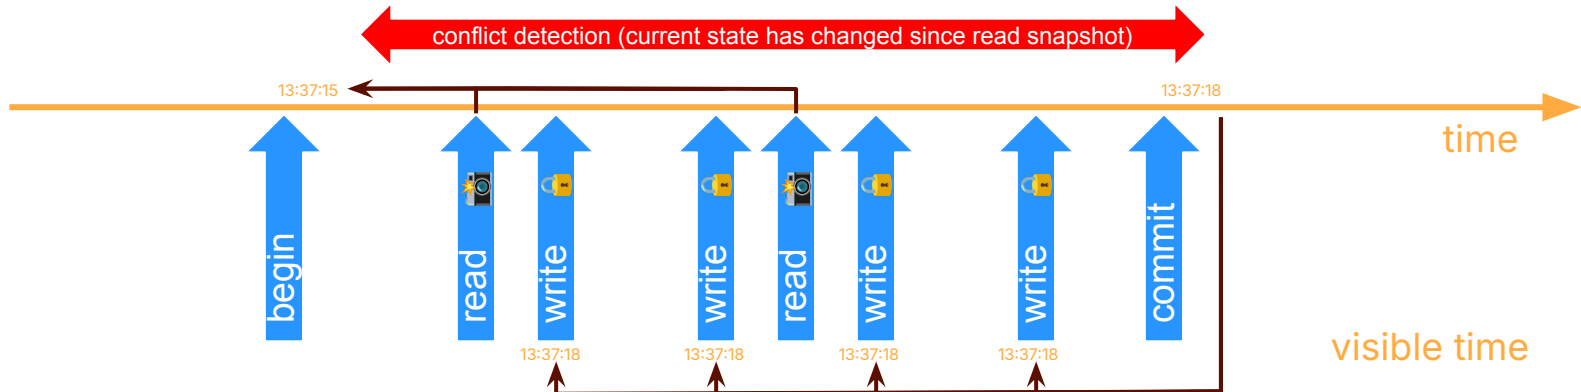 conflict detection (current state has changed since read snapshot)
13:37:15
13:37:18
time
begin
read
write
write
read
write
write
commit
13:37:18
13:37:18
13:37:18
13:37:18
visible time